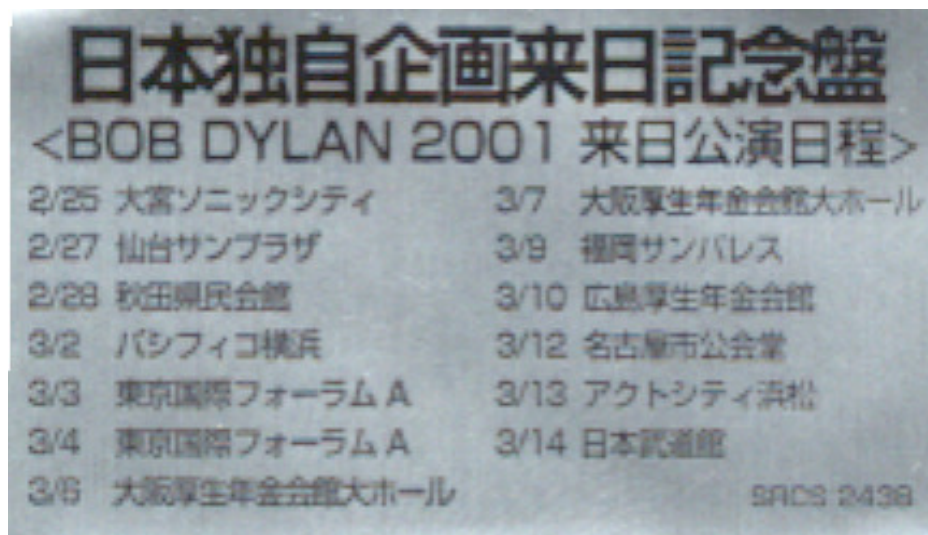 日本独自企画来日記念盤
<BOB DYLAN 2001 来日公演日程>
2/25 大宮ソニックシティ
2/27 仙台サンプラザ
2/28 秋田県民会館
3/2 パシフィコ横浜
3/3 東京国際フォーラム A
3/4 東京国際フォーラム A
3/6 大阪厚生年金会館大ホール
3/7 大阪厚生年金会館大ホール
3/9 福岡サンパレス
3/10 広島厚生年金会館
3/12 名古屋市公会堂
3/13 アクトシティ浜松
3/14 日本武道館
SRCS 2438